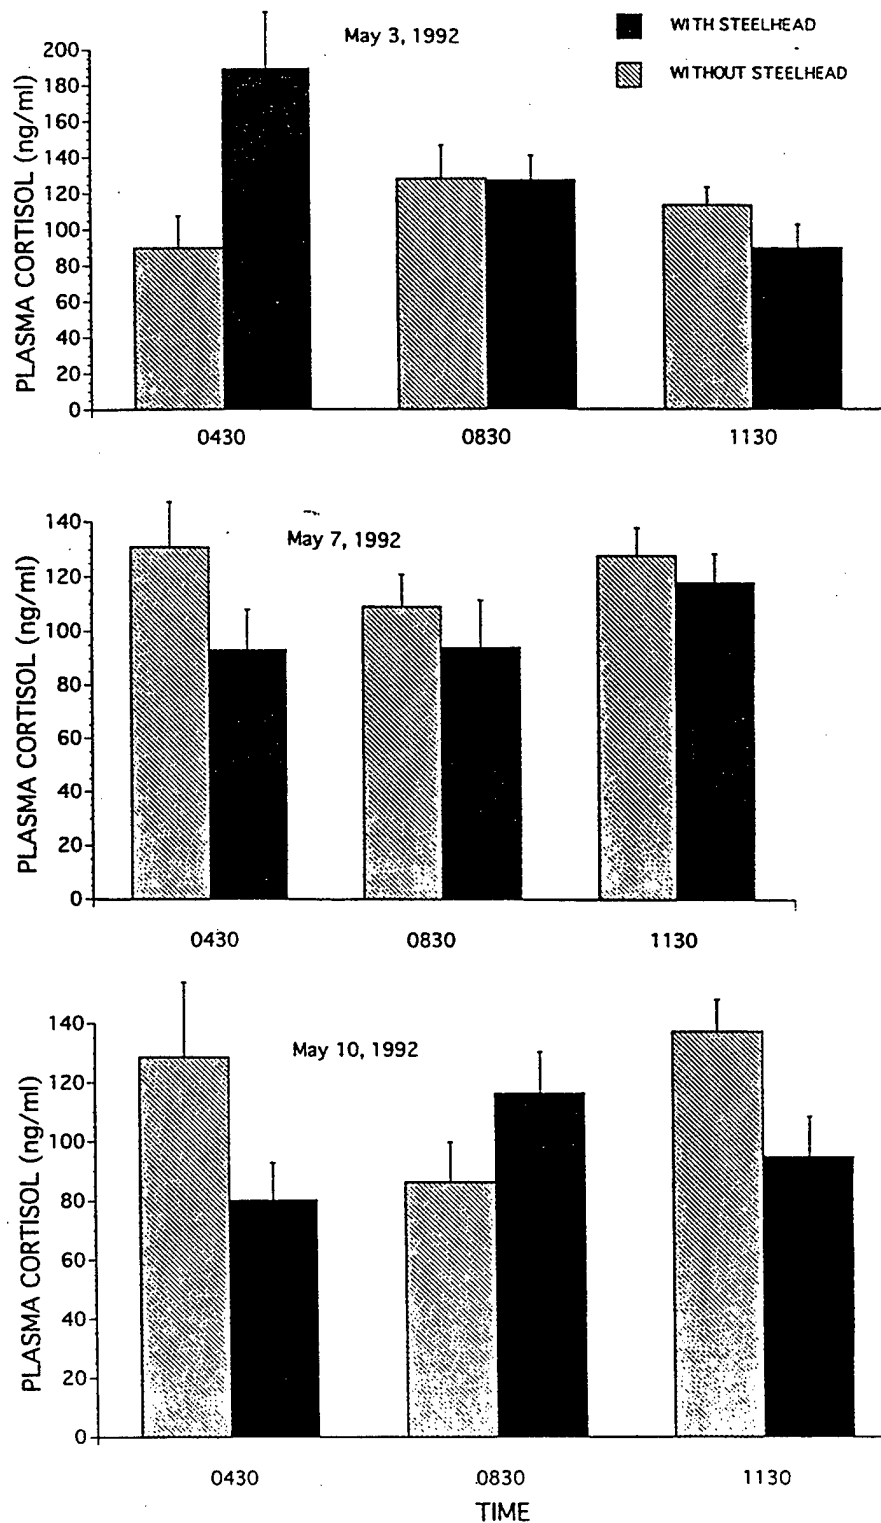 May 3, 1992
WITH STEELHEAD
WITHOUT STEELHEAD
PLASMA CORTISOL (ng/ml)
200
180
160
140
120
100
80
60
40
20
0
0430 0830 1130
May 7, 1992
PLASMA CORTISOL (ng/ml)
140
120
100
80
60
40
20
0
0430 0830 1130
May 10, 1992
PLASMA CORTISOL (ng/ml)
140
120
100
80
60
40
20
0
0430 0830 1130
TIME